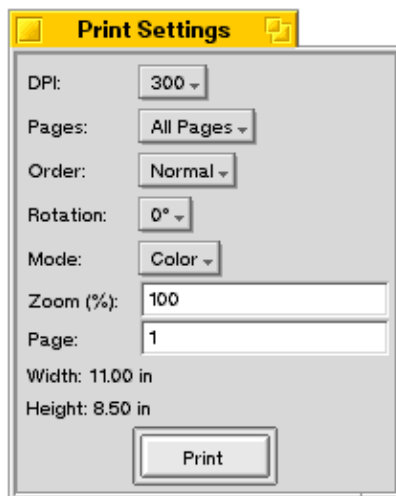 Print Settings
DPI: 300
Pages: All Pages
Order: Normal
Rotation: 0°
Mode: Color
Zoom (%): 100
Page: 1
Width: 11.00 in
Height: 8.50 in
Print